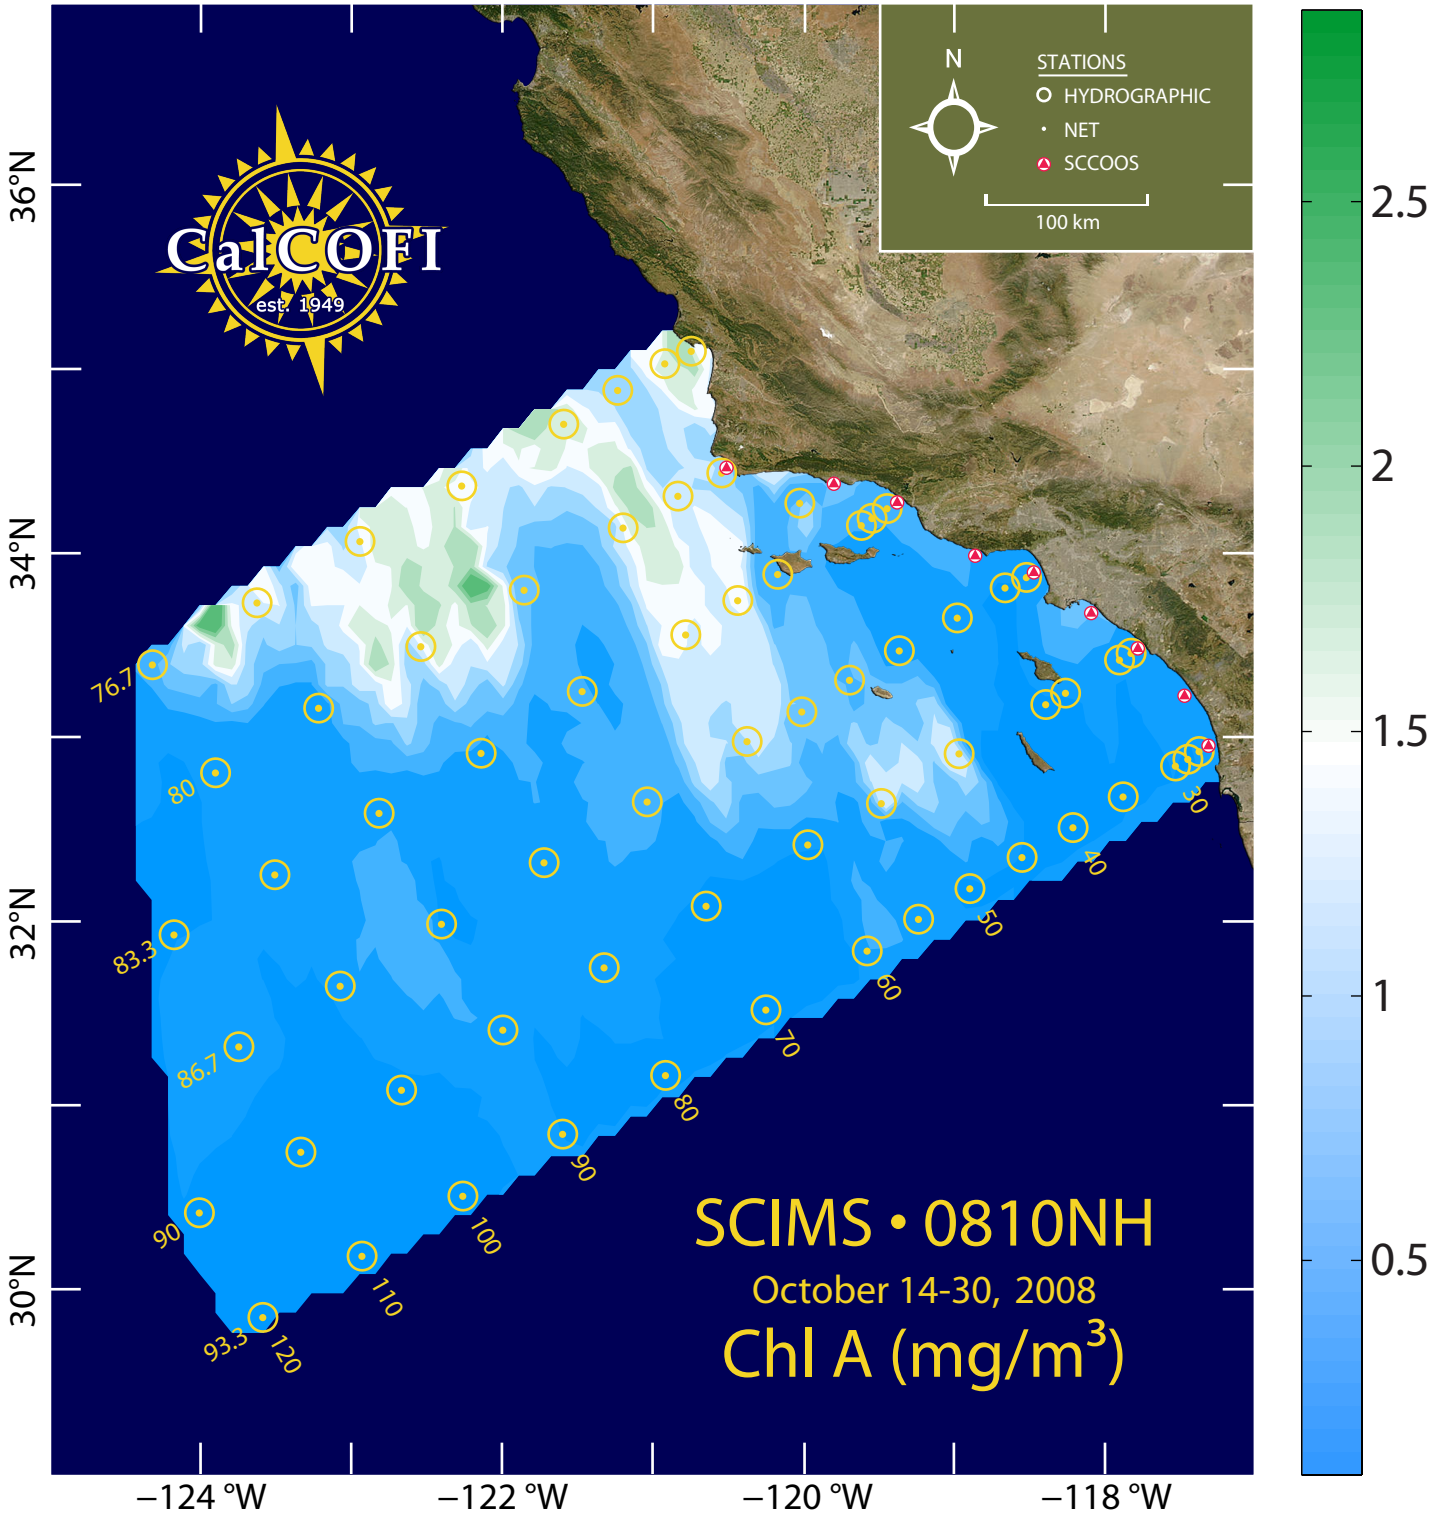 N
STATIONS
HYDROGRAPHIC
NET
SCCOOS
100 km
CalCOFI
est. 1949
36°N
34°N
32°N
30°N
2.5
2
1.5
1
0.5
76.7
80
83.3
86.7
90
93.3
30
40
50
60
70
80
90
100
110
120
SCIMS • 0810NH
October 14-30, 2008
Chl A (mg/m³)
−124 °W
−122 °W
−120 °W
−118 °W